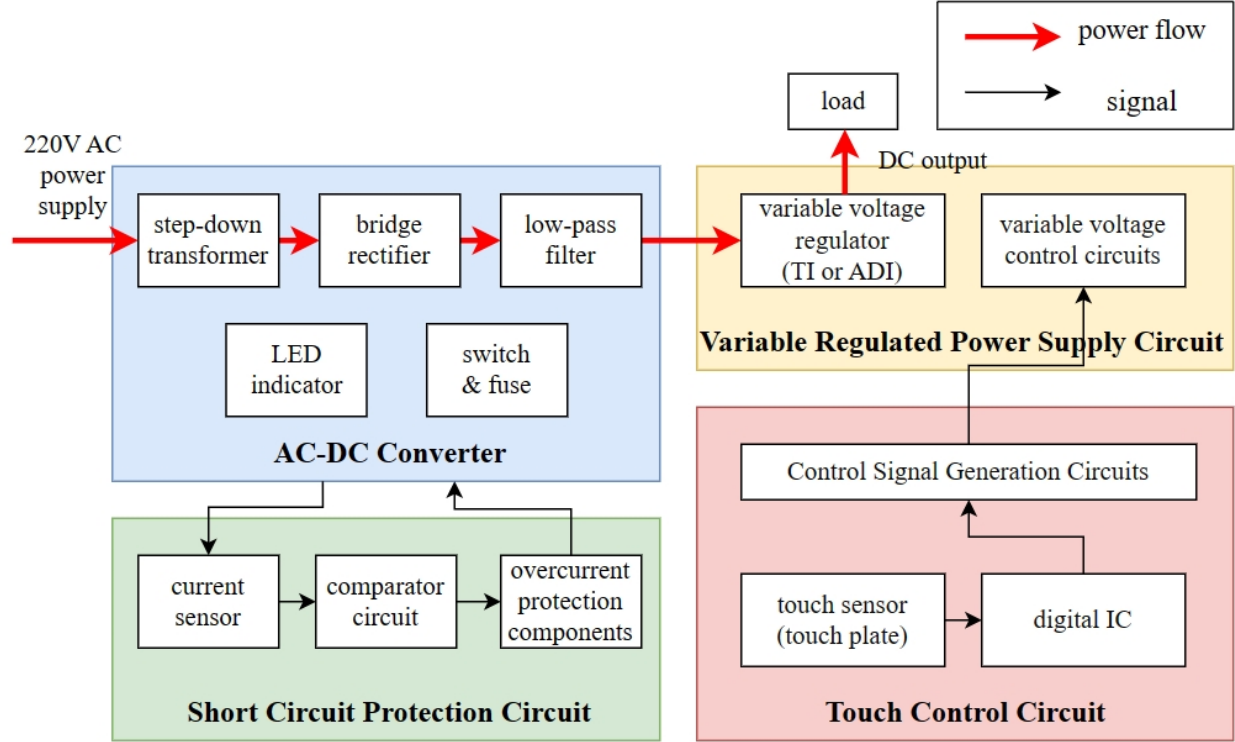 power flow
signal
load
220V AC
power
supply
DC output
step-down
transformer
bridge
rectifier
low-pass
filter
variable voltage
regulator
(TI or ADI)
variable voltage
control circuits
LED
indicator
switch
& fuse
AC-DC Converter
Variable Regulated Power Supply Circuit
current
sensor
comparator
circuit
overcurrent
protection
components
Short Circuit Protection Circuit
Control Signal Generation Circuits
touch sensor
(touch plate)
digital IC
Touch Control Circuit